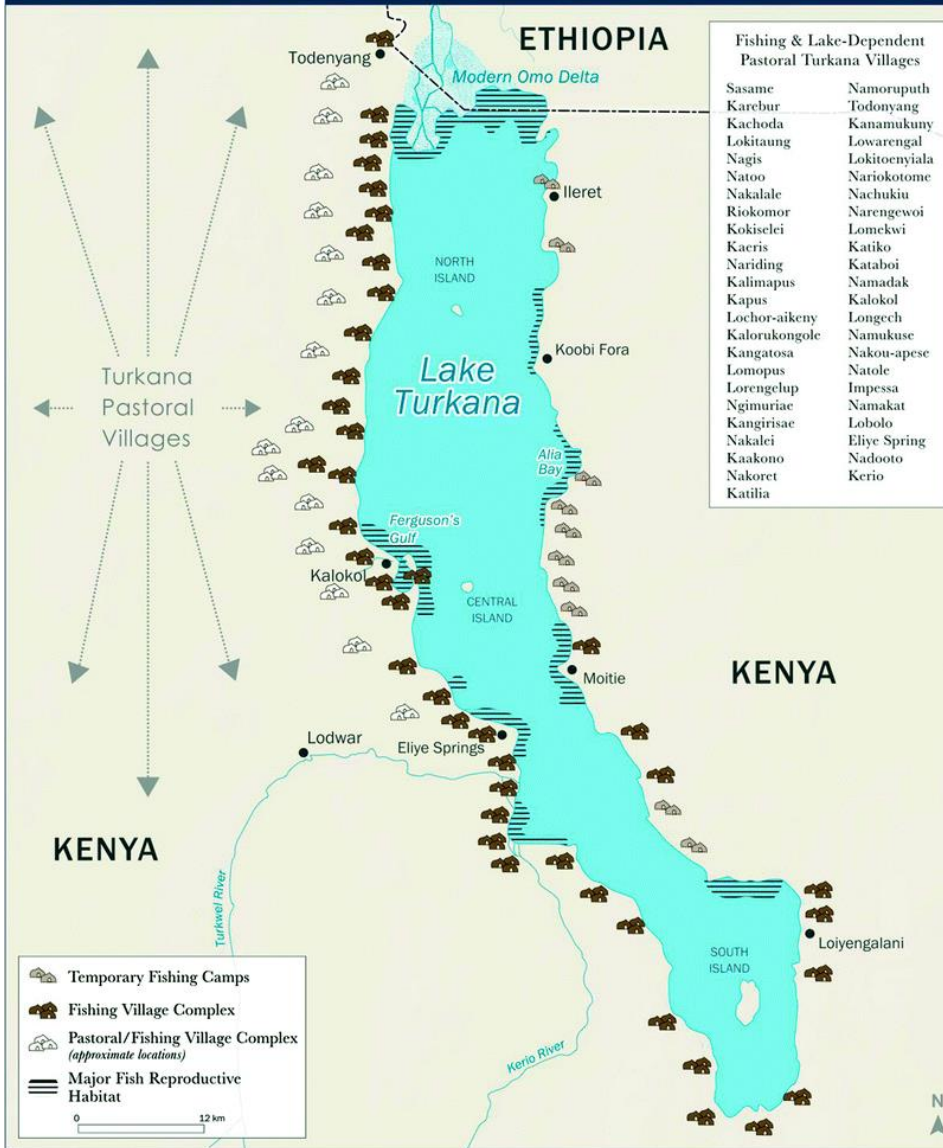 ETHIOPIA
Todenyang
Modern Omo Delta
Fishing & Lake-Dependent
Pastoral Turkana Villages
Sasame
Karebur
Kachoda
Lokitaung
Nagis
Natoo
Nakalale
Riokomor
Kokiselei
Kaeris
Nariding
Kalimapus
Kapus
Lochor-aikeny
Kalorukongole
Kangatosa
Lomopus
Lorengelup
Ngimuriae
Kangirisae
Nakalei
Kaakono
Nakoret
Katilia
Namoruputh
Todonyang
Kanamukuny
Lowarengal
Lokitoenyiala
Nariokotome
Nachukiu
Narengewoi
Lomekwi
Katiko
Kataboi
Namadak
Kalokol
Longech
Namukuse
Nakou-apese
Natole
Impessa
Namakat
Lobolo
Eliye Spring
Nadooto
Kerio
Ileret
NORTH
ISLAND
Koobi Fora
Lake
Turkana
Turkana
Pastoral
Villages
Alia
Bay
Ferguson's
Gulf
Kalokol
CENTRAL
ISLAND
Moitie
KENYA
Lodwar
Eliye Springs
KENYA
Turkwel River
Loiyengalani
SOUTH
ISLAND
Kerio River
Temporary Fishing Camps
Fishing Village Complex
Pastoral/Fishing Village Complex
(approximate locations)
Major Fish Reproductive
Habitat
0 12 km
N